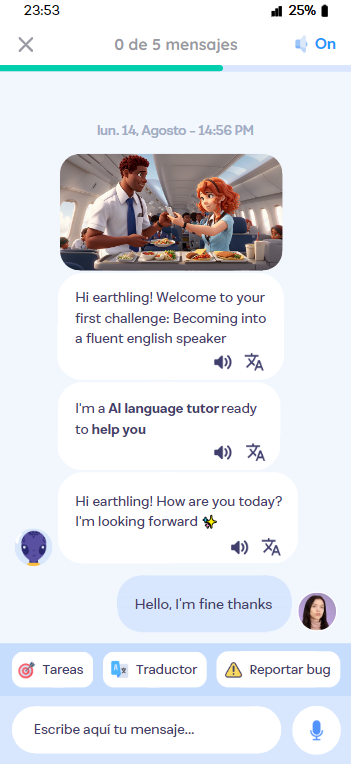 23:53
25%
0 de 5 mensajes
On
lun. 14, Agosto - 14:56 PM
Hi earthling! Welcome to your
first challenge: Becoming into
a fluent english speaker
I'm a AI language tutor ready
to help you
Hi earthling! How are you today?
I'm looking forward
Hello, I'm fine thanks
Tareas
Traductor
Reportar bug
Escribe aquí tu mensaje...